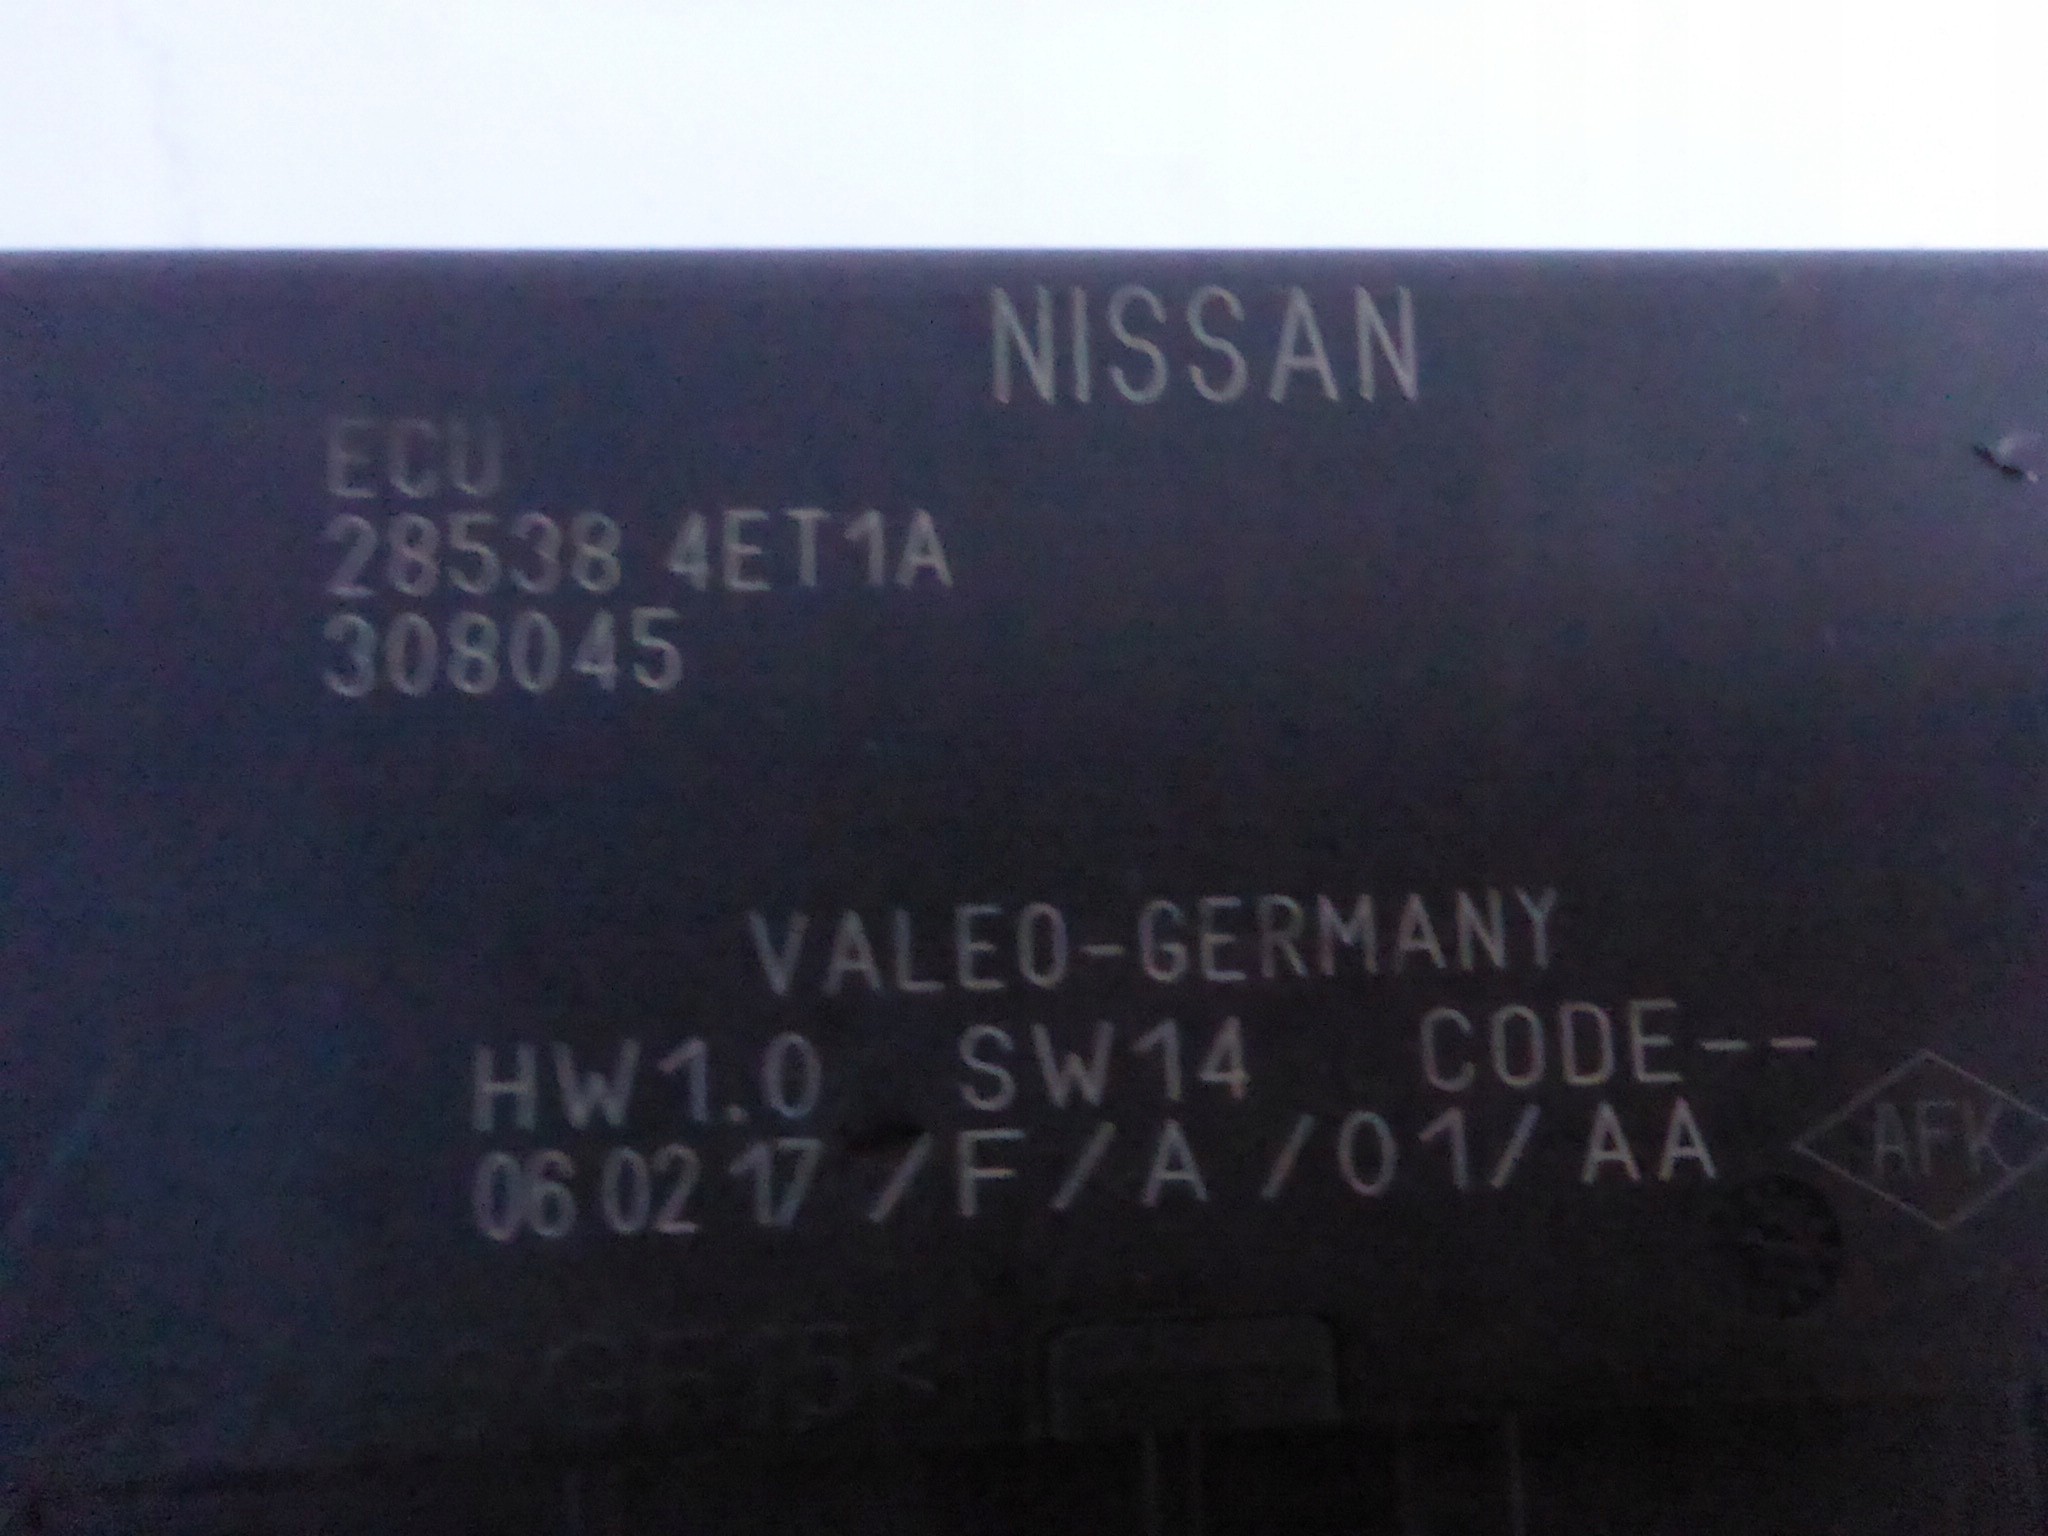 NISSAN
ECU
28538 4ET1A
308045
VALEO-GERMANY
HW1.0 SW14 CODE--
06 02 17 /F/A/01/AA
AFK